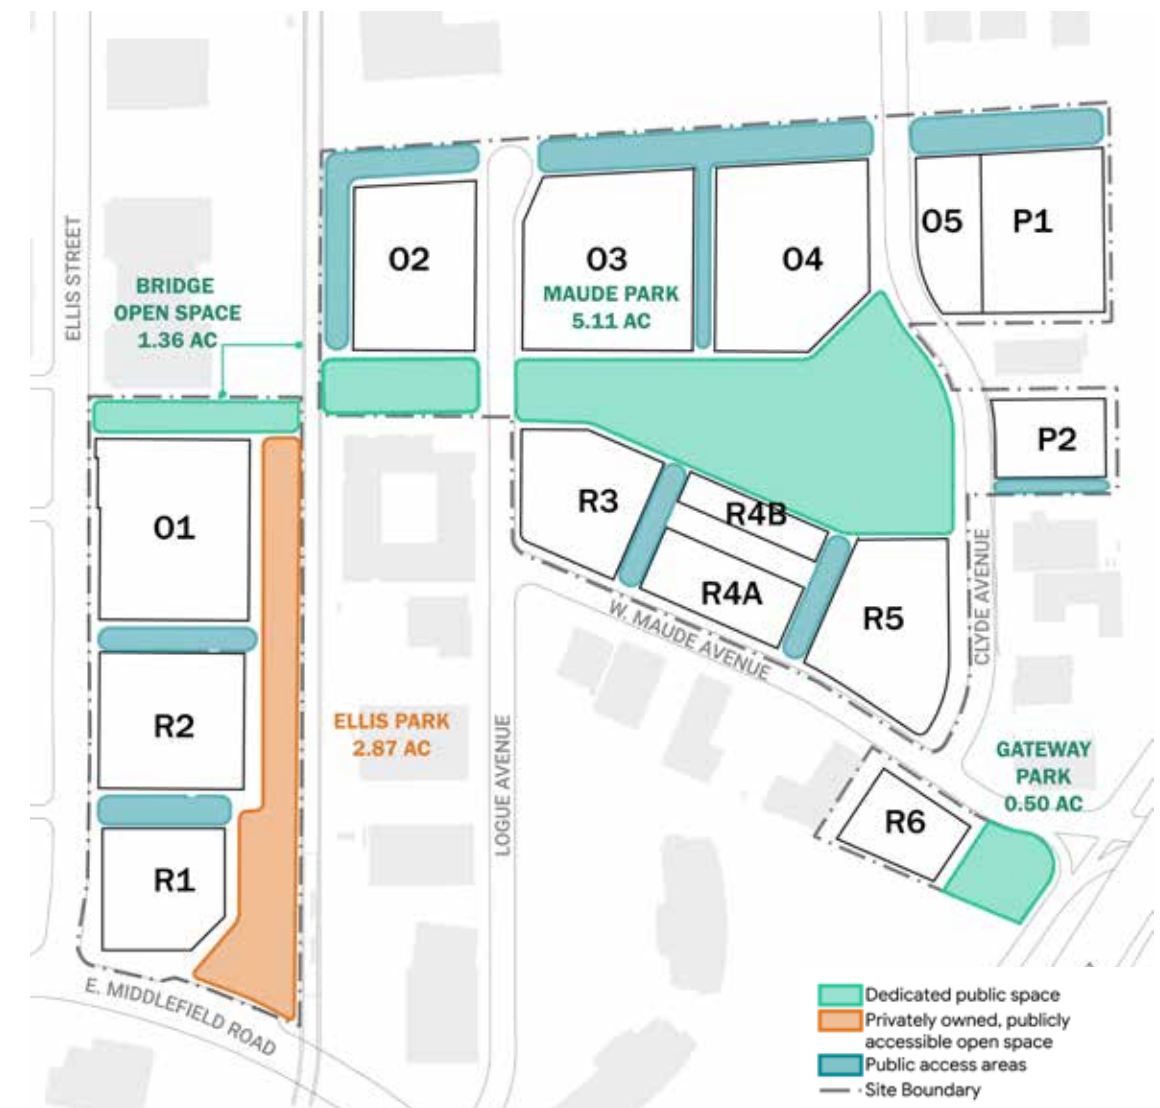 O2
O3
O4
O5
P1
ELLIS STREET
BRIDGE
OPEN SPACE
1.36 AC
MAUDE PARK
5.11 AC
P2
O1
R3
R4B
R4A
R5
CLYDE AVENUE
W. MAUDE AVENUE
R2
ELLIS PARK
2.87 AC
LOGUE AVENUE
GATEWAY
PARK
0.50 AC
R6
R1
E. MIDDLEFIELD ROAD
Dedicated public space
Privately owned, publicly
accessible open space
Public access areas
Site Boundary